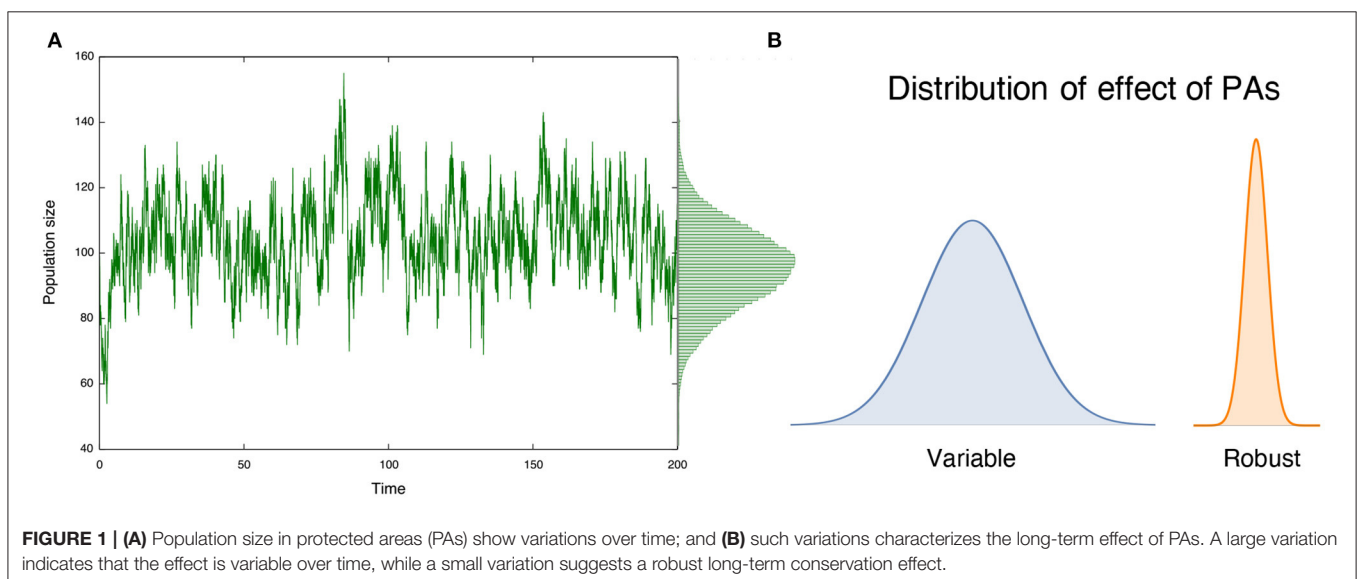 A
B
160
140
120
100
80
60
40
Population size
0
50
100
150
200
Time
Distribution of effect of PAs
Variable
Robust
FIGURE 1 | (A) Population size in protected areas (PAs) show variations over time; and (B) such variations characterizes the long-term effect of PAs. A large variation
indicates that the effect is variable over time, while a small variation suggests a robust long-term conservation effect.